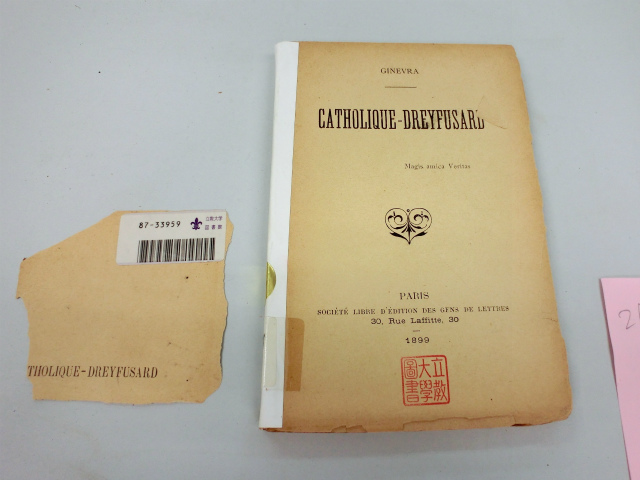 GINEVRA
CATHOLIQUE-DREYFUSARD
Magis amica Veritas
PARIS
SOCIÉTÉ LIBRE D'ÉDITION DES GENS DE LETTRES
30, Rue Laffitte, 30
1899
立教
大學
圖書
87-33959
立教大学
図書館
THOLIQUE-DREYFUSARD